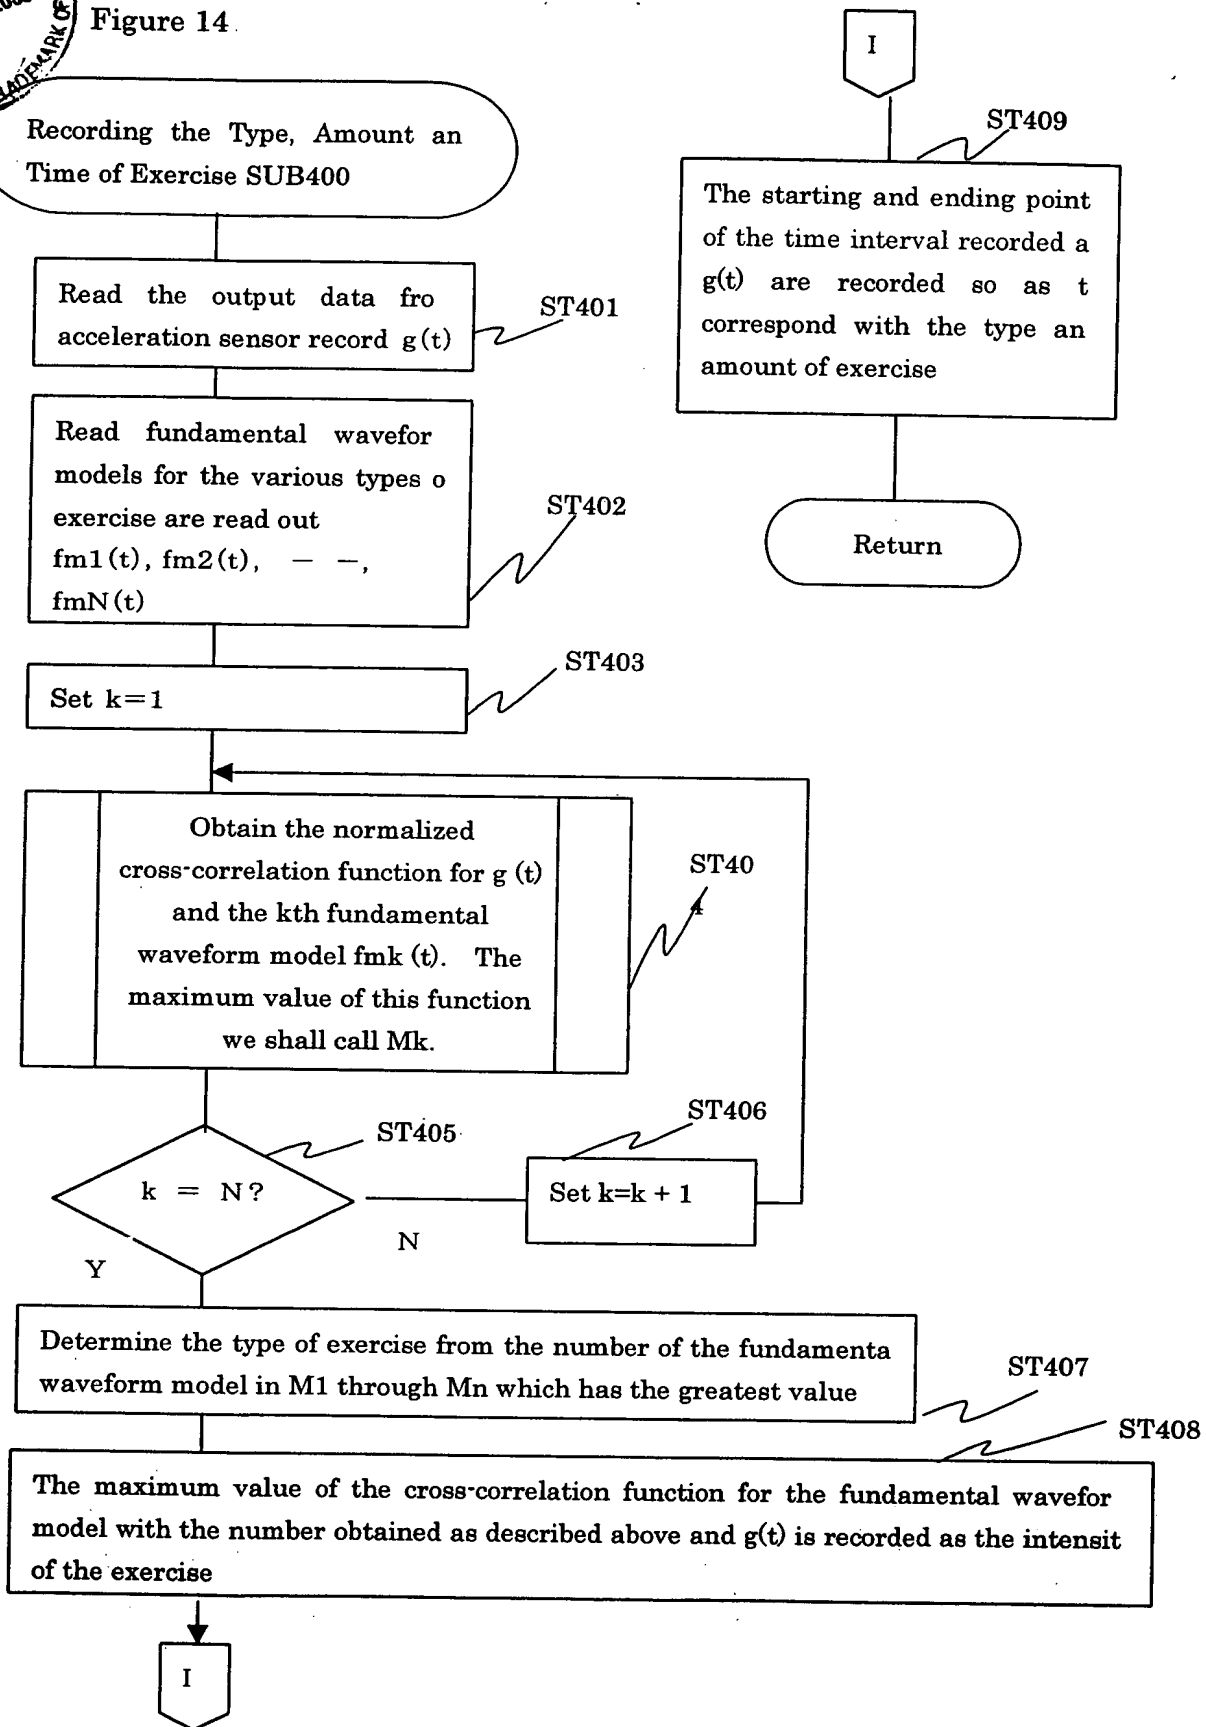 Figure 14
Recording the Type, Amount an
Time of Exercise SUB400
Read the output data fro
acceleration sensor record g(t)
ST401
Read fundamental wavefor
models for the various types o
exercise are read out
fm1(t), fm2(t), — —,
fmN(t)
ST402
Set k=1
ST403
Obtain the normalized
cross-correlation function for g (t)
and the kth fundamental
waveform model fmk (t). The
maximum value of this function
we shall call Mk.
ST40
4
k = N?
ST405
Y
N
Set k=k + 1
ST406
Determine the type of exercise from the number of the fundamenta
waveform model in M1 through Mn which has the greatest value
ST407
ST408
The maximum value of the cross-correlation function for the fundamental wavefor
model with the number obtained as described above and g(t) is recorded as the intensit
of the exercise
I
I
ST409
The starting and ending point
of the time interval recorded a
g(t) are recorded so as t
correspond with the type an
amount of exercise
Return